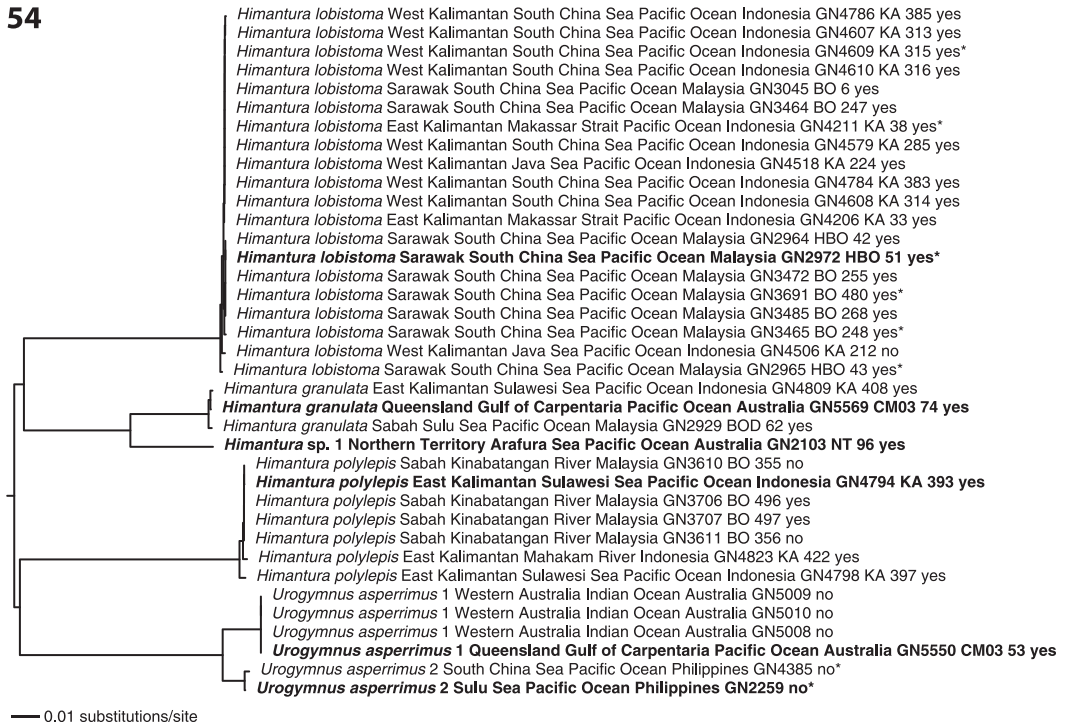 54
Himantura lobistoma West Kalimantan South China Sea Pacific Ocean Indonesia GN4786 KA 385 yes
Himantura lobistoma West Kalimantan South China Sea Pacific Ocean Indonesia GN4607 KA 313 yes
Himantura lobistoma West Kalimantan South China Sea Pacific Ocean Indonesia GN4609 KA 315 yes*
Himantura lobistoma West Kalimantan South China Sea Pacific Ocean Indonesia GN4610 KA 316 yes
Himantura lobistoma Sarawak South China Sea Pacific Ocean Malaysia GN3045 BO 6 yes
Himantura lobistoma Sarawak South China Sea Pacific Ocean Malaysia GN3464 BO 247 yes
Himantura lobistoma East Kalimantan Makassar Strait Pacific Ocean Indonesia GN4211 KA 38 yes*
Himantura lobistoma West Kalimantan South China Sea Pacific Ocean Indonesia GN4579 KA 285 yes
Himantura lobistoma West Kalimantan Java Sea Pacific Ocean Indonesia GN4518 KA 224 yes
Himantura lobistoma West Kalimantan South China Sea Pacific Ocean Indonesia GN4784 KA 383 yes
Himantura lobistoma West Kalimantan South China Sea Pacific Ocean Indonesia GN4608 KA 314 yes
Himantura lobistoma East Kalimantan Makassar Strait Pacific Ocean Indonesia GN4206 KA 33 yes
Himantura lobistoma Sarawak South China Sea Pacific Ocean Malaysia GN2964 HBO 42 yes
Himantura lobistoma Sarawak South China Sea Pacific Ocean Malaysia GN2972 HBO 51 yes*
Himantura lobistoma Sarawak South China Sea Pacific Ocean Malaysia GN3472 BO 255 yes
Himantura lobistoma Sarawak South China Sea Pacific Ocean Malaysia GN3691 BO 480 yes*
Himantura lobistoma Sarawak South China Sea Pacific Ocean Malaysia GN3485 BO 268 yes
Himantura lobistoma Sarawak South China Sea Pacific Ocean Malaysia GN3465 BO 248 yes*
Himantura lobistoma West Kalimantan Java Sea Pacific Ocean Indonesia GN4506 KA 212 no
Himantura lobistoma Sarawak South China Sea Pacific Ocean Malaysia GN2965 HBO 43 yes*
Himantura granulata East Kalimantan Sulawesi Sea Pacific Ocean Indonesia GN4809 KA 408 yes
Himantura granulata Queensland Gulf of Carpentaria Pacific Ocean Australia GN5569 CM03 74 yes
Himantura granulata Sabah Sulu Sea Pacific Ocean Malaysia GN2929 BOD 62 yes
Himantura sp. 1 Northern Territory Arafura Sea Pacific Ocean Australia GN2103 NT 96 yes
Himantura polylepis Sabah Kinabatangan River Malaysia GN3610 BO 355 no
Himantura polylepis East Kalimantan Sulawesi Sea Pacific Ocean Indonesia GN4794 KA 393 yes
Himantura polylepis Sabah Kinabatangan River Malaysia GN3706 BO 496 yes
Himantura polylepis Sabah Kinabatangan River Malaysia GN3707 BO 497 yes
Himantura polylepis Sabah Kinabatangan River Malaysia GN3611 BO 356 no
Himantura polylepis East Kalimantan Mahakam River Indonesia GN4823 KA 422 yes
Himantura polylepis East Kalimantan Sulawesi Sea Pacific Ocean Indonesia GN4798 KA 397 yes
Urogymnus asperrimus 1 Western Australia Indian Ocean Australia GN5009 no
Urogymnus asperrimus 1 Western Australia Indian Ocean Australia GN5010 no
Urogymnus asperrimus 1 Western Australia Indian Ocean Australia GN5008 no
Urogymnus asperrimus 1 Queensland Gulf of Carpentaria Pacific Ocean Australia GN5550 CM03 53 yes
Urogymnus asperrimus 2 South China Sea Pacific Ocean Philippines GN4385 no*
Urogymnus asperrimus 2 Sulu Sea Pacific Ocean Philippines GN2259 no*
0.01 substitutions/site